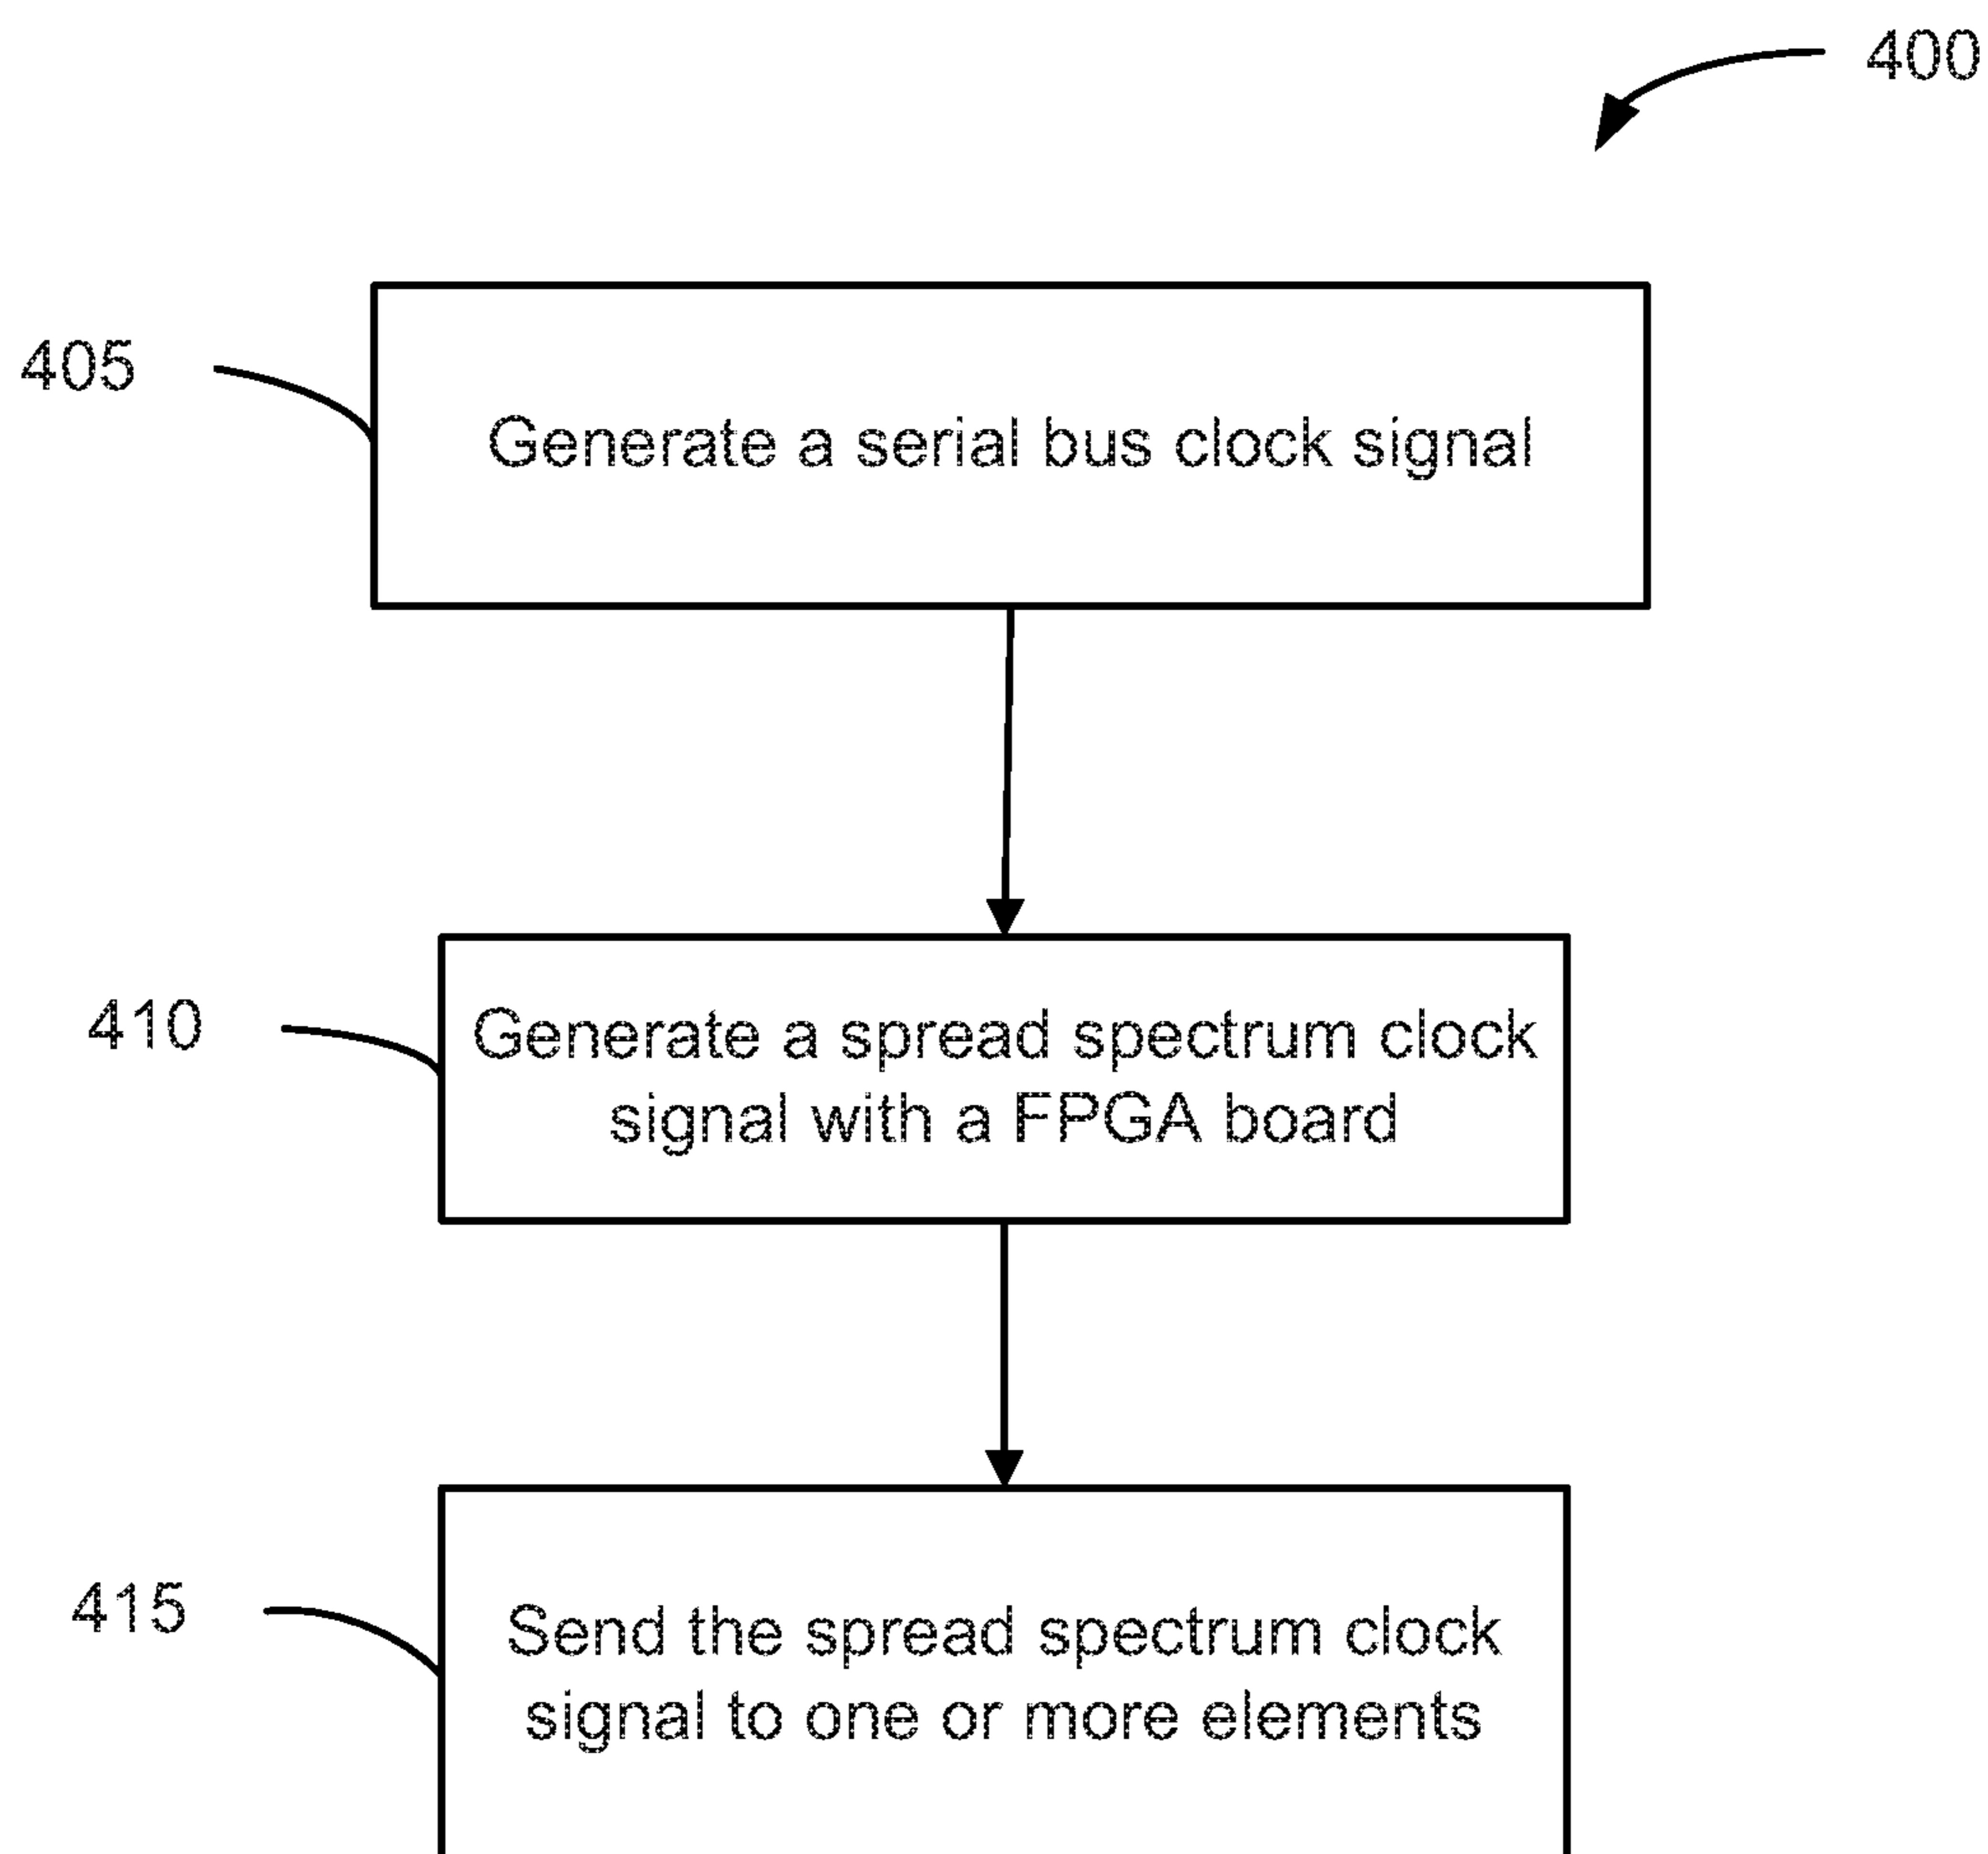 400
405
Generate a serial bus clock signal
410
Generate a spread spectrum clock
signal with a FPGA board
415
Send the spread spectrum clock
signal to one or more elements